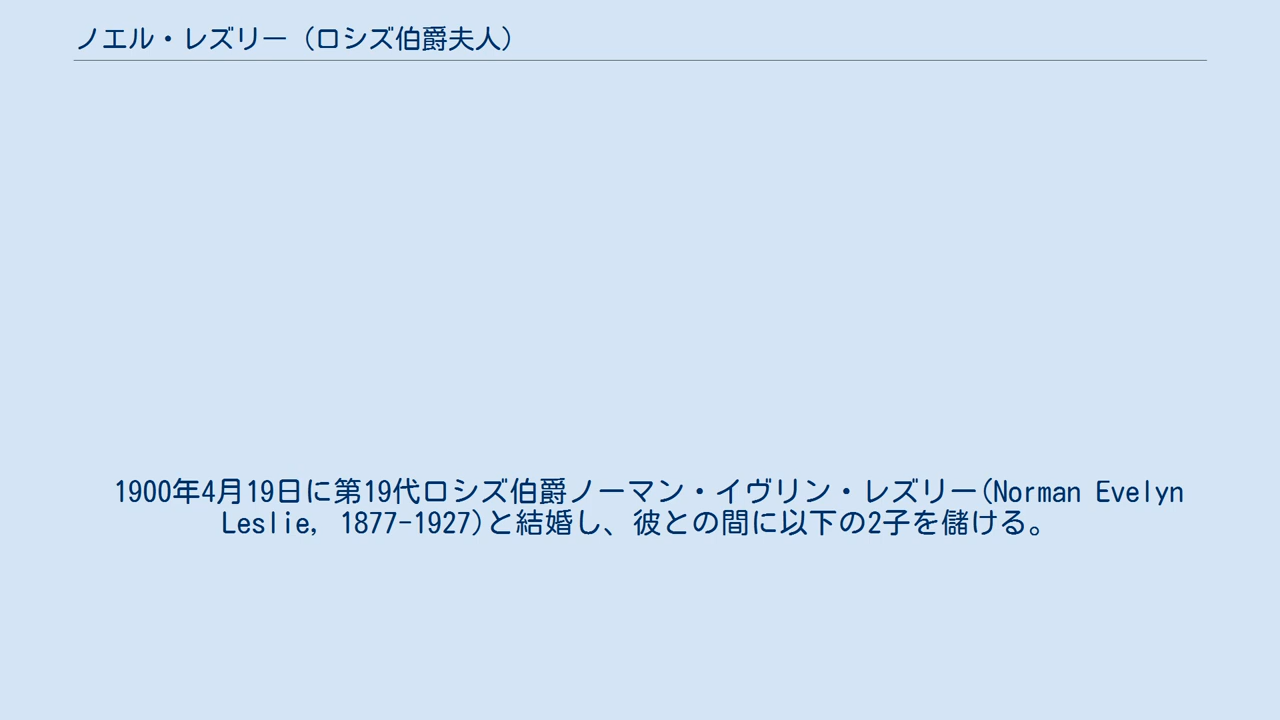 ノエル・レズリー（ロシズ伯爵夫人）
1900年4月19日に第19代ロシズ伯爵ノーマン・イヴリン・レズリー(Norman Evelyn
Leslie, 1877-1927)と結婚し、彼との間に以下の2子を儲ける。